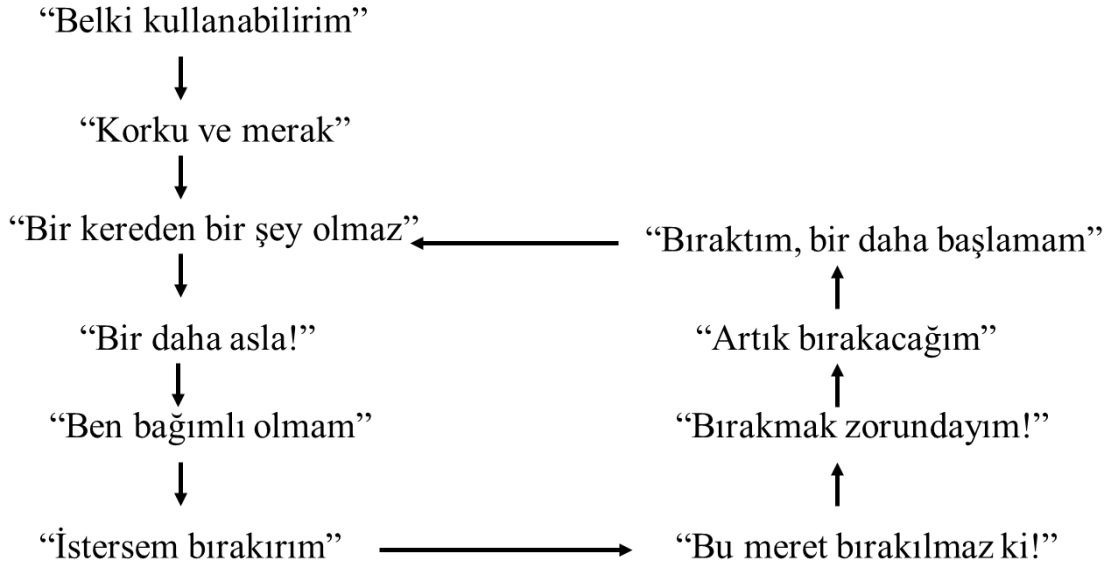 “Belki kullanabilirim”
“Korku ve merak”
“Bir kereden bir şey olmaz”
“Bir daha asla!”
“Ben bağımlı olmam”
“İstersem bırakırım”
“Bu meret bırakılmaz ki!”
“Bırakmak zorundayım!”
“Artık bırakacağım”
“Bıraktım, bir daha başlamam”